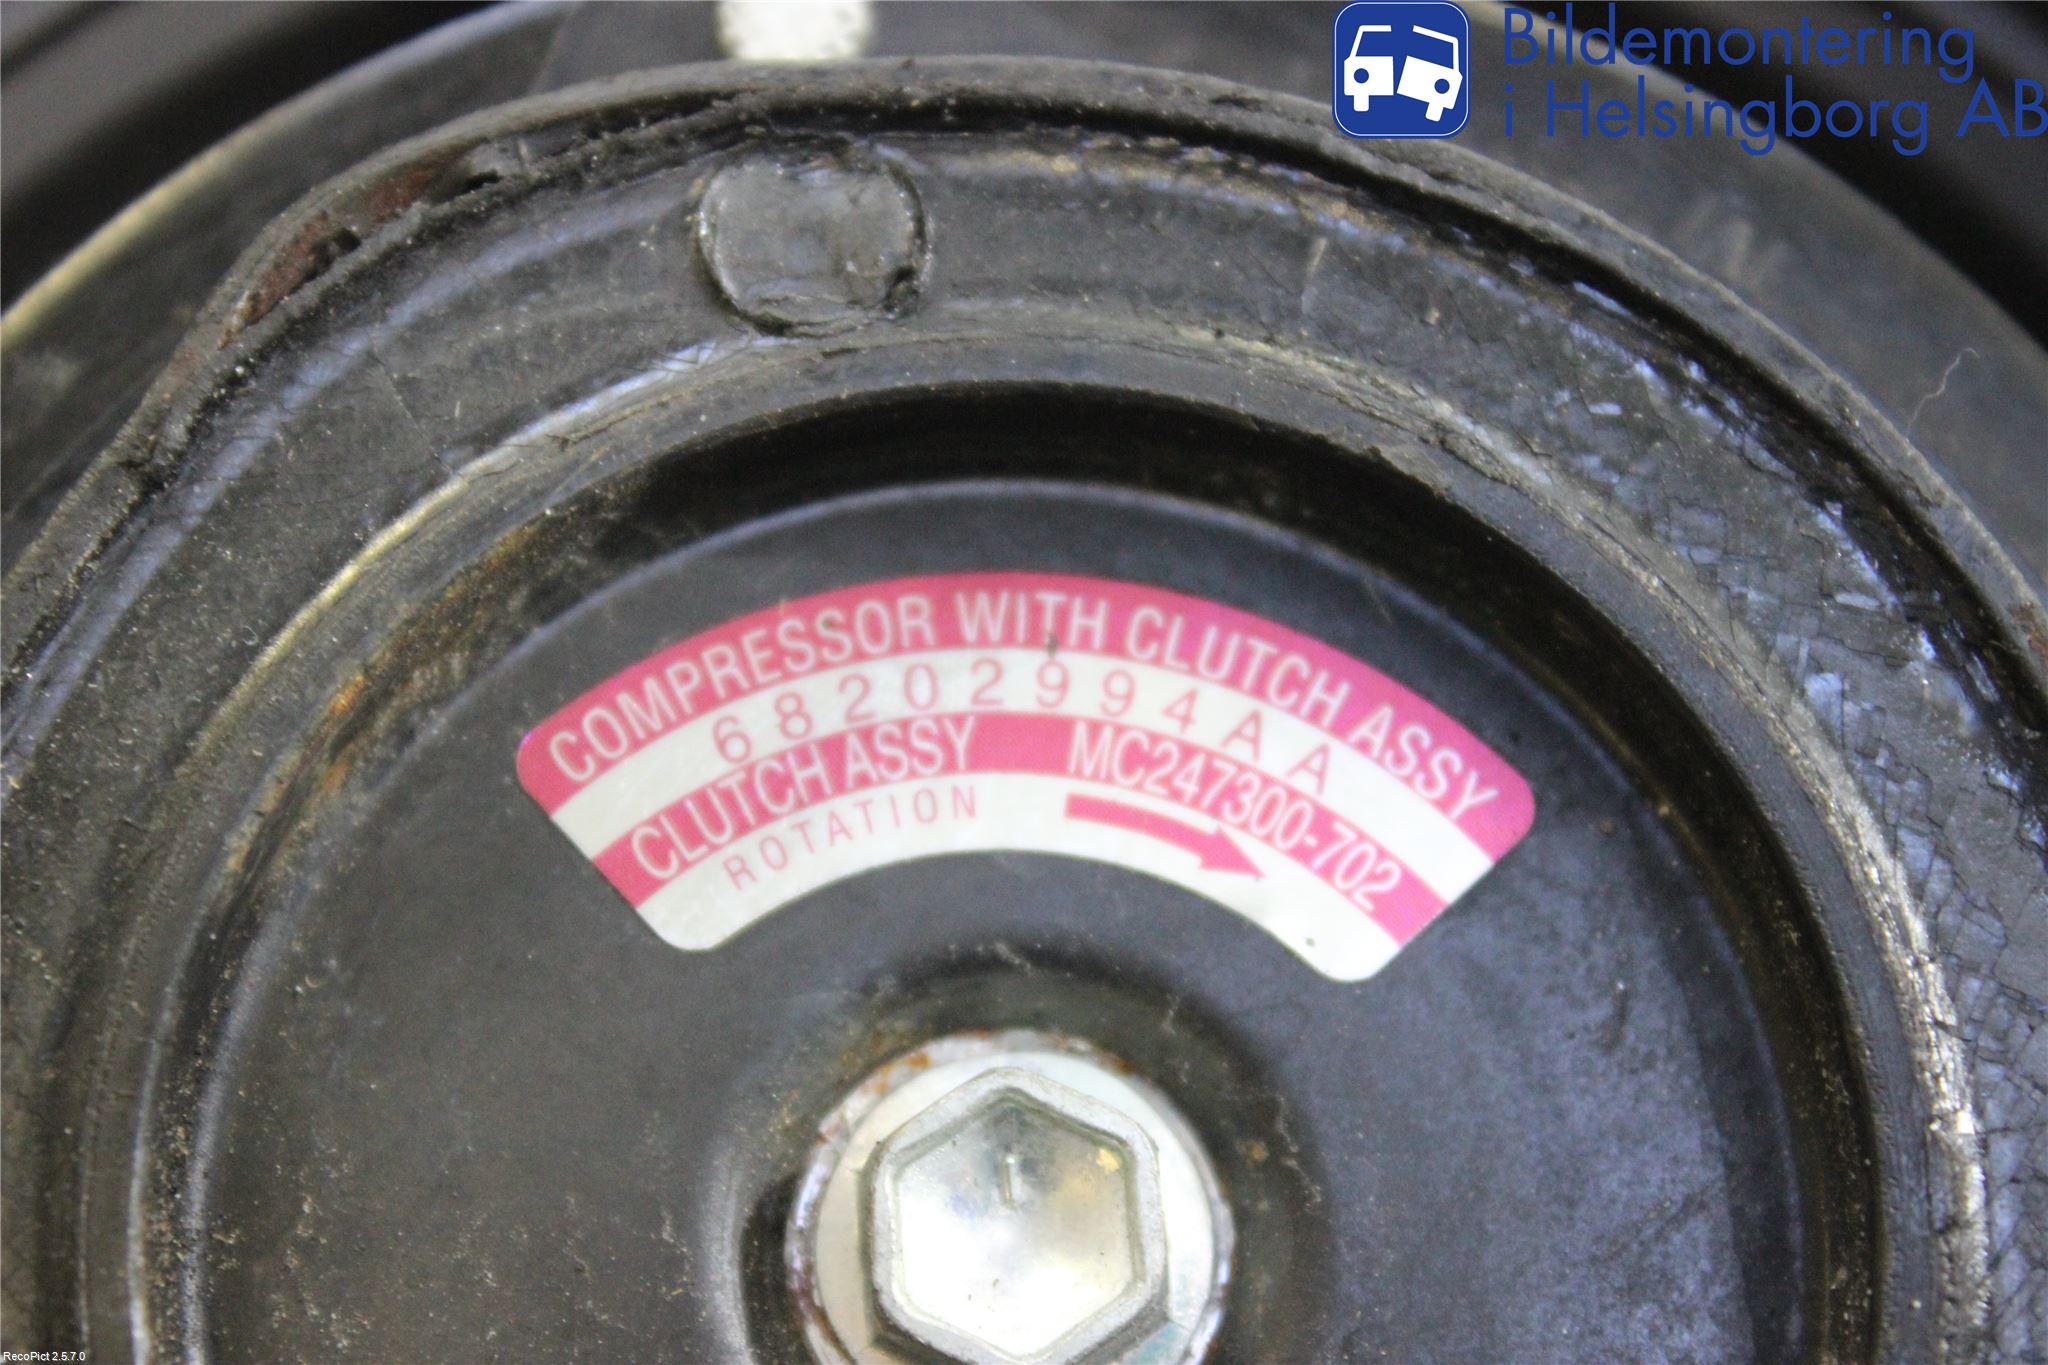 Bildemontering
i Helsingborg AB
COMPRESSOR WITH CLUTCH ASSY
68202994AA
CLUTCH ASSY MC247300-702
ROTATION
RecoPict 2.5.7.0